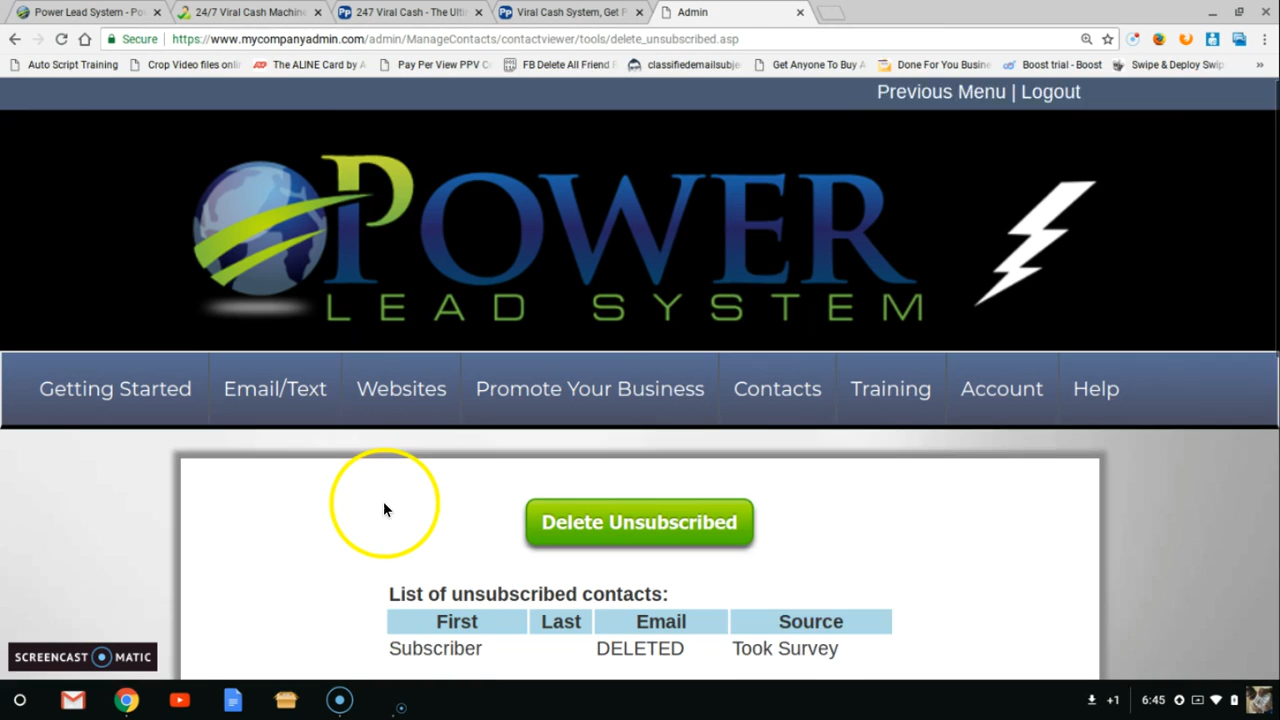 Power Lead System - Po
24/7 Viral Cash Machin
247 Viral Cash - The Ulti
Viral Cash System, Get P
Admin
Secure
https://www.mycompanyadmin.com/admin/ManageContacts/contactviewer/tools/delete_unsubscribed.asp
Auto Script Training
Crop Video files onli
The ALINE Card by A
Pay Per View PPV C
FB Delete All Friend
classifiedemailsubje
Get Anyone To Buy
Done For You Busine
Boost trial - Boost
Swipe & Deploy Swip
Previous Menu | Logout
POWER
LEAD SYSTEM
Getting Started
Email/Text
Websites
Promote Your Business
Contacts
Training
Account
Help
Delete Unsubscribed
List of unsubscribed contacts:
First Last Email Source
Subscriber DELETED Took Survey
SCREENCAST MATIC
+1 6:45